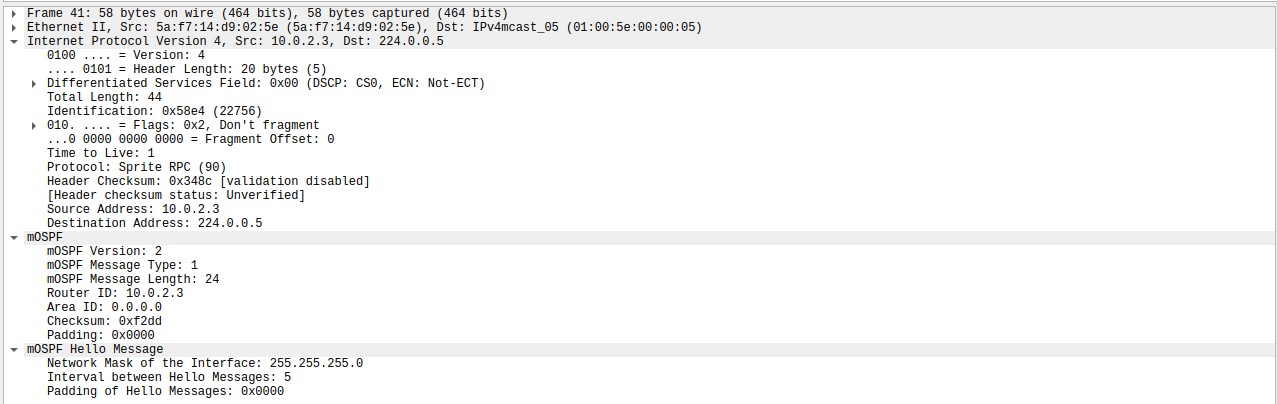 Frame 41: 58 bytes on wire (464 bits), 58 bytes captured (464 bits)
Ethernet II, Src: 5a:f7:14:d9:02:5e (5a:f7:14:d9:02:5e), Dst: IPv4mcast_05 (01:00:5e:00:00:05)
Internet Protocol Version 4, Src: 10.0.2.3, Dst: 224.0.0.5
0100 .... = Version: 4
.... 0101 = Header Length: 20 bytes (5)
Differentiated Services Field: 0x00 (DSCP: CS0, ECN: Not-ECT)
Total Length: 44
Identification: 0x58e4 (22756)
010. .... = Flags: 0x2, Don't fragment
...0 0000 0000 0000 = Fragment Offset: 0
Time to Live: 1
Protocol: Sprite RPC (90)
Header Checksum: 0x348c [validation disabled]
[Header checksum status: Unverified]
Source Address: 10.0.2.3
Destination Address: 224.0.0.5
mOSPF
mOSPF Version: 2
mOSPF Message Type: 1
mOSPF Message Length: 24
Router ID: 10.0.2.3
Area ID: 0.0.0.0
Checksum: 0xf2dd
Padding: 0x0000
mOSPF Hello Message
Network Mask of the Interface: 255.255.255.0
Interval between Hello Messages: 5
Padding of Hello Messages: 0x0000